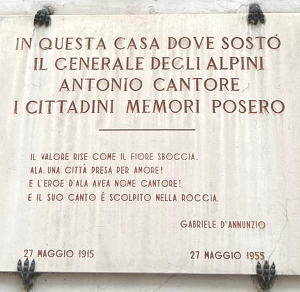 IN QUESTA CASA DOVE SOSTÒ
IL GENERALE DEGLI ALPINI
ANTONIO CANTORE
I CITTADINI MEMORI POSERO
IL VALORE RISE COME IL FIORE SBOCCIA.
ALA, UNA CITTÀ PRESA PER AMORE!
E L'EROE D'ALA AVEA NOME CANTORE!
E IL SUO CANTO É SCOLPITO NELLA ROCCIA.
GABRIELE D'ANNUNZIO
27 MAGGIO 1915 27 MAGGIO 1955